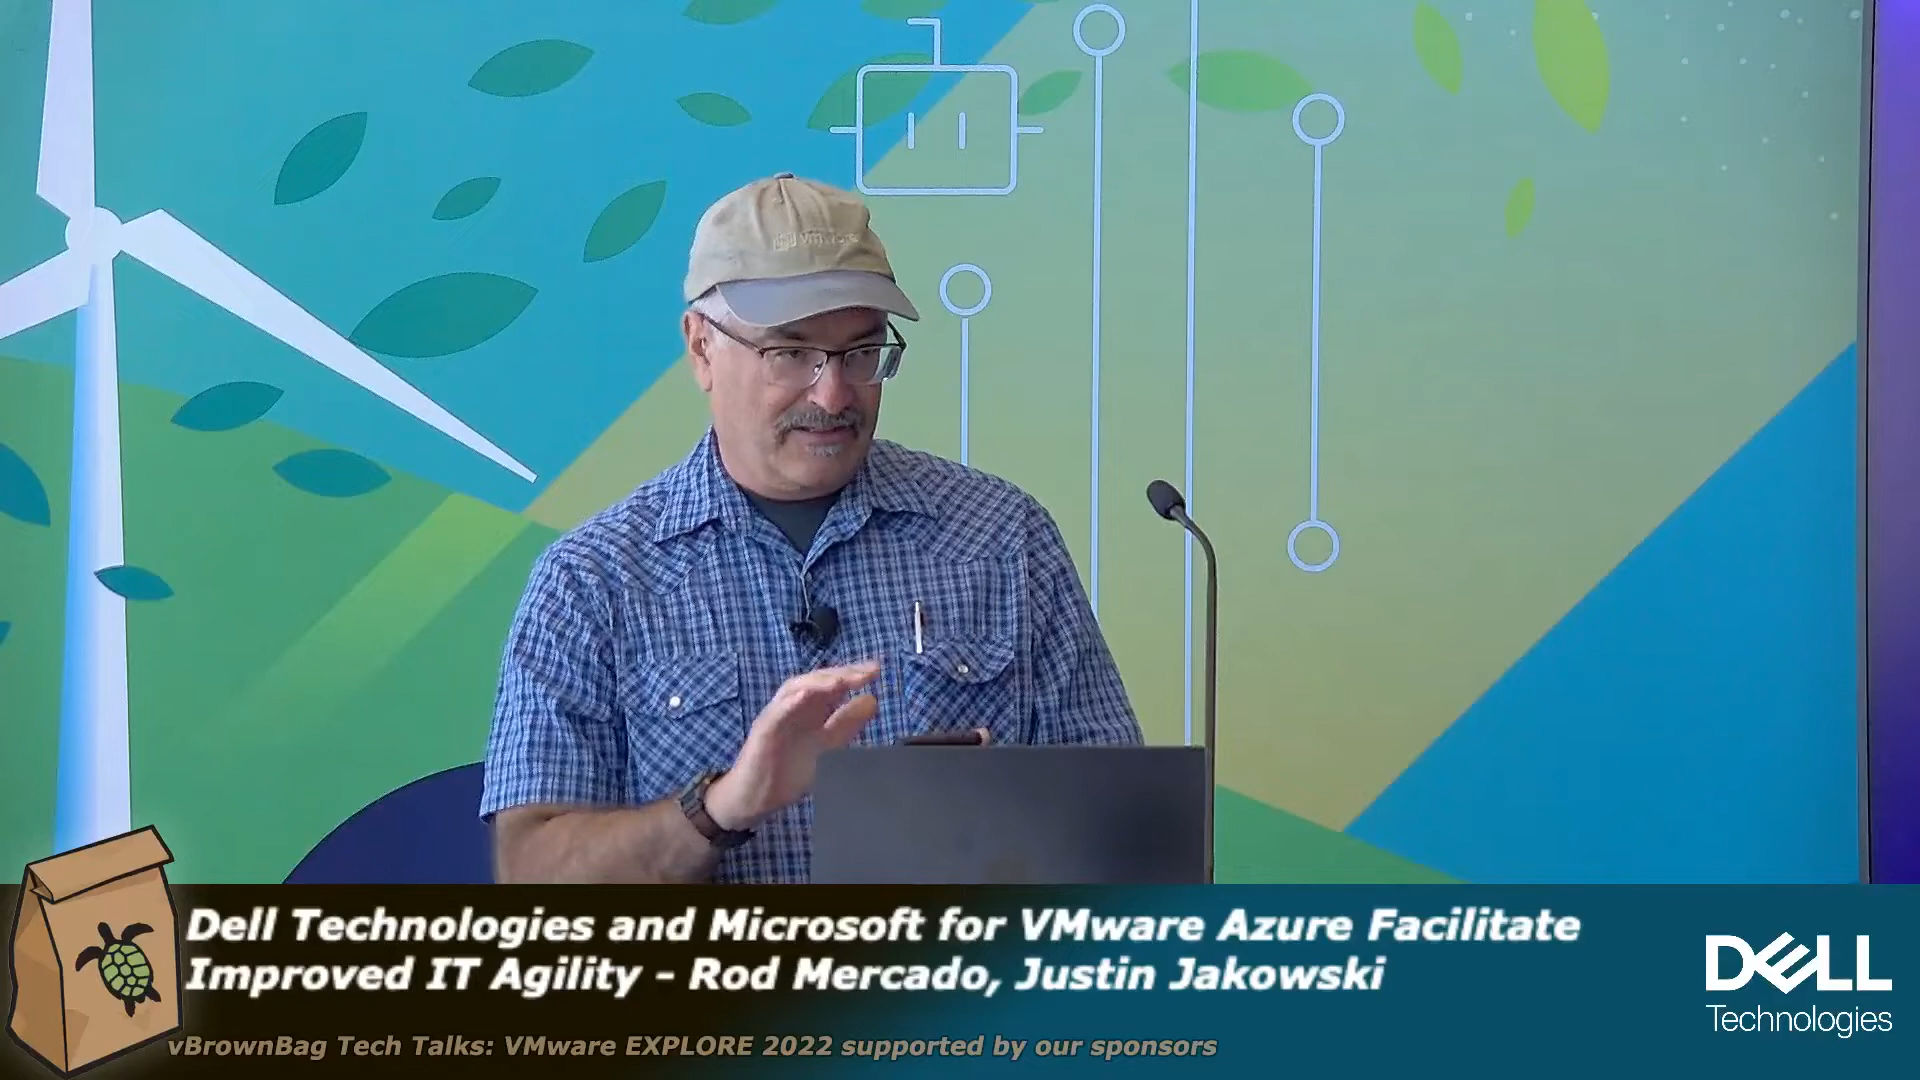 vmware
Dell Technologies and Microsoft for VMware Azure Facilitate
Improved IT Agility - Rod Mercado, Justin Jakowski
vBrownBag Tech Talks: VMware EXPLORE 2022 supported by our sponsors
DELL
Technologies